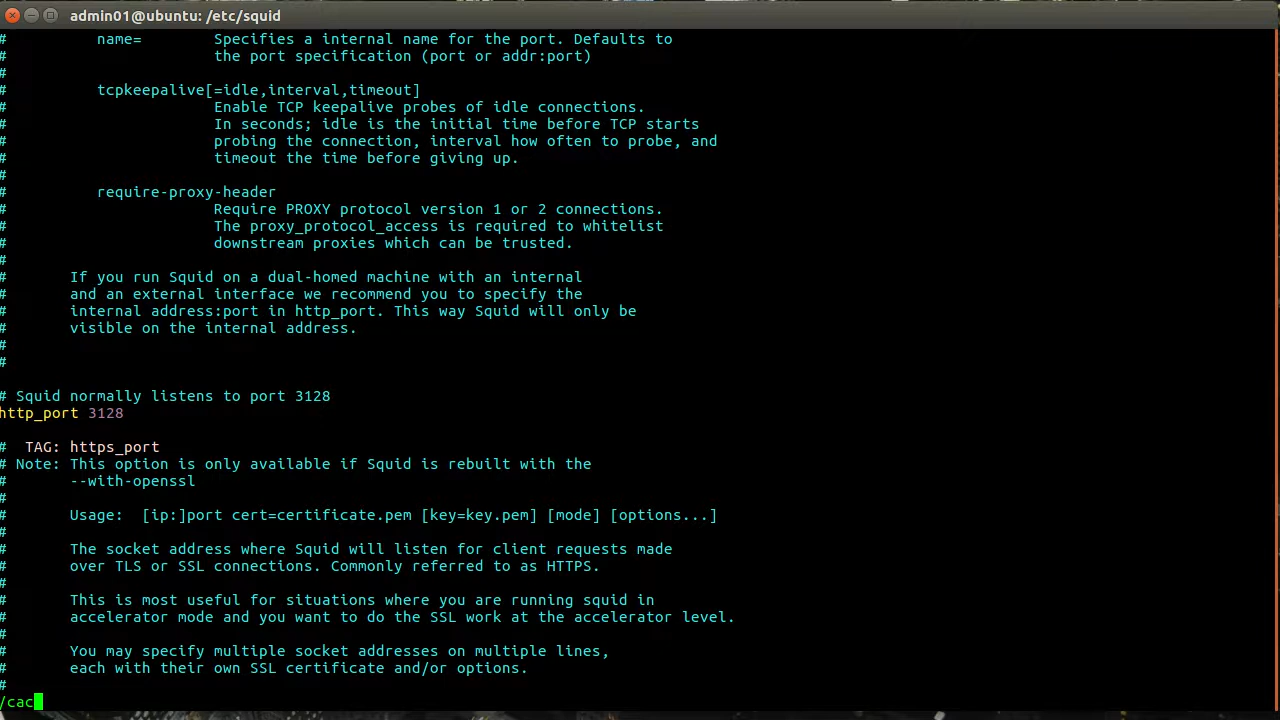 admin01@ubuntu: /etc/squid
#          name=        Specifies a internal name for the port. Defaults to
#                       the port specification (port or addr:port)
#
#          tcpkeepalive[=idle,interval,timeout]
#                       Enable TCP keepalive probes of idle connections.
#                       In seconds; idle is the initial time before TCP starts
#                       probing the connection, interval how often to probe, and
#                       timeout the time before giving up.
#
#          require-proxy-header
#                       Require PROXY protocol version 1 or 2 connections.
#                       The proxy_protocol_access is required to whitelist
#                       downstream proxies which can be trusted.
#
#       If you run Squid on a dual-homed machine with an internal
#       and an external interface we recommend you to specify the
#       internal address:port in http_port. This way Squid will only be
#       visible on the internal address.
#
#
# Squid normally listens to port 3128
http_port 3128
#  TAG: https_port
# Note: This option is only available if Squid is rebuilt with the
#       --with-openssl
#
#       Usage:  [ip:]port cert=certificate.pem [key=key.pem] [mode] [options...]
#
#       The socket address where Squid will listen for client requests made
#       over TLS or SSL connections. Commonly referred to as HTTPS.
#
#       This is most useful for situations where you are running squid in
#       accelerator mode and you want to do the SSL work at the accelerator level.
#
#       You may specify multiple socket addresses on multiple lines,
#       each with their own SSL certificate and/or options.
#
/cac